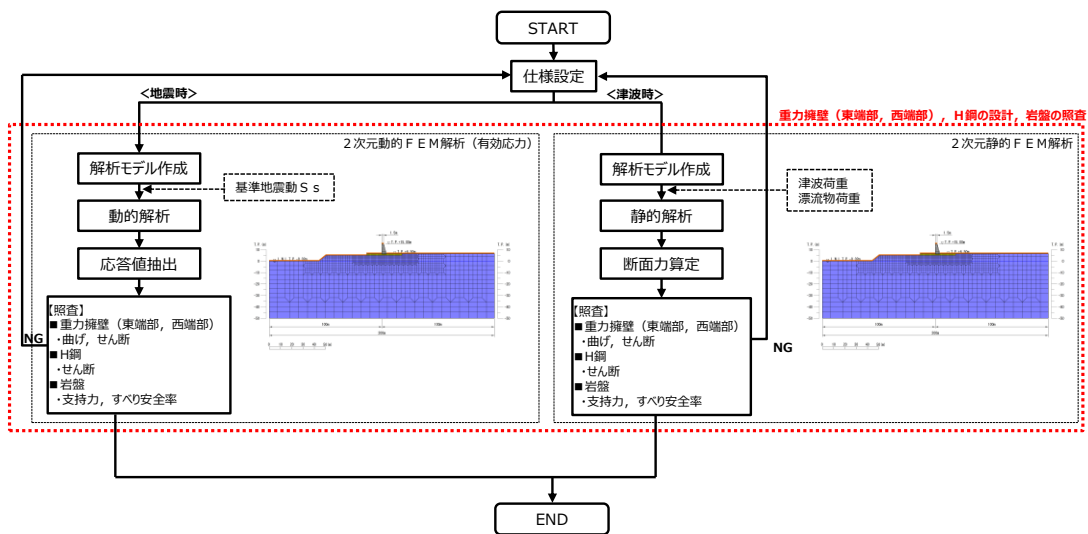 START
仕様設定
＜地震時＞
＜津波時＞
重力擁壁（東端部，西端部），H鋼の設計，岩盤の照査
２次元動的ＦＥＭ解析（有効応力）
解析モデル作成
基準地震動Ｓｓ
動的解析
応答値抽出
【照査】
■重力擁壁（東端部，西端部）
・曲げ，せん断
■H鋼
・せん断
■岩盤
・支持力，すべり安全率
NG
２次元静的ＦＥＭ解析
解析モデル作成
津波荷重
漂流物荷重
静的解析
断面力算定
【照査】
■重力擁壁（東端部，西端部）
・曲げ，せん断
■H鋼
・せん断
■岩盤
・支持力，すべり安全率
NG
END